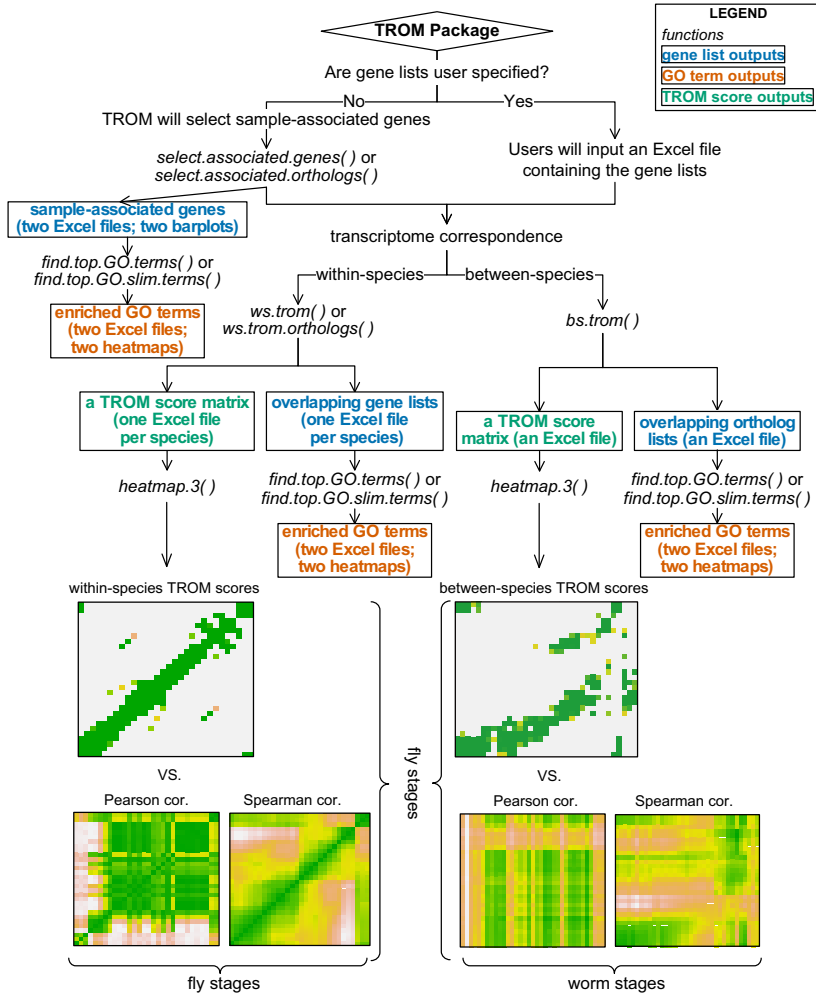 TROM Package
LEGEND
functions
gene list outputs
GO term outputs
TROM score outputs
Are gene lists user specified?
No
Yes
TROM will select sample-associated genes
select.associated.genes( ) or
select.associated.orthologs( )
Users will input an Excel file
containing the gene lists
sample-associated genes
(two Excel files; two barplots)
transcriptome correspondence
find.top.GO.terms( ) or
find.top.GO.slim.terms( )
within-species
between-species
enriched GO terms
(two Excel files;
two heatmaps)
ws.trom( ) or
ws.trom.orthologs( )
bs.trom( )
a TROM score matrix
(one Excel file
per species)
overlapping gene lists
(one Excel file
per species)
a TROM score
matrix (an Excel file)
overlapping ortholog
lists (an Excel file)
heatmap.3( )
find.top.GO.terms( ) or
find.top.GO.slim.terms( )
heatmap.3( )
find.top.GO.terms( ) or
find.top.GO.slim.terms( )
enriched GO terms
(two Excel files;
two heatmaps)
enriched GO terms
(two Excel files;
two heatmaps)
within-species TROM scores
between-species TROM scores
fly stages
VS.
VS.
Pearson cor.
Spearman cor.
Pearson cor.
Spearman cor.
fly stages
worm stages